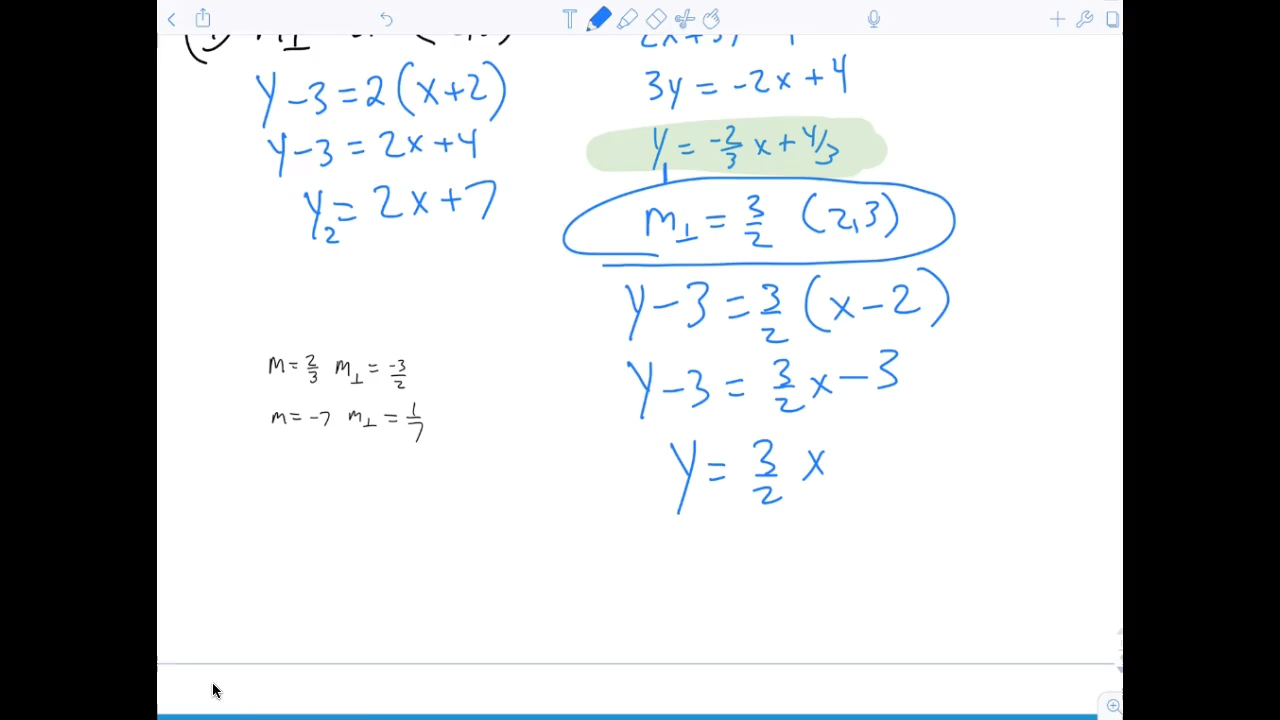 y-3=2(x+2)
y-3=2x+4
y₂=2x+7
m=2/3 m⊥=-3/2
m=-7 m⊥=1/7
3y=-2x+4
y=-2/3x+4/3
m⊥=3/2 (2,3)
y-3=3/2(x-2)
y-3=3/2x-3
y=3/2x